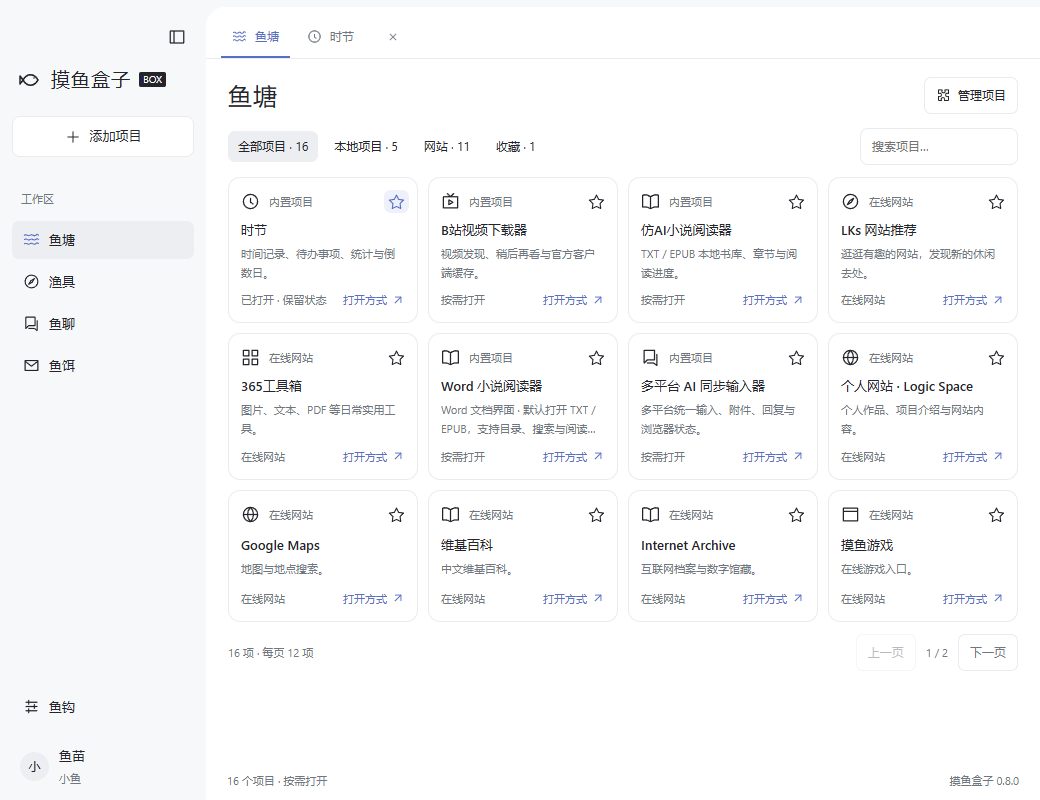 鱼塘
时节
摸鱼盒子 BOX
添加项目
工作区
鱼塘
渔具
鱼聊
鱼饵
鱼钩
小
鱼苗
小鱼
鱼塘
管理项目
全部项目 · 16
本地项目 · 5
网站 · 11
收藏 · 1
搜索项目...
内置项目
时节
时间记录、待办事项、统计与倒
数日。
已打开 · 保留状态
打开方式
内置项目
B站视频下载器
视频发现、稍后再看与官方客户
端缓存。
按需打开
打开方式
内置项目
仿AI小说阅读器
TXT / EPUB 本地书库、章节与阅
读进度。
按需打开
打开方式
在线网站
LKs 网站推荐
逛逛有趣的网站，发现新的休闲
去处。
在线网站
打开方式
在线网站
365工具箱
图片、文本、PDF 等日常实用工
具。
在线网站
打开方式
内置项目
Word 小说阅读器
Word 文档界面 · 默认打开 TXT /
EPUB，支持目录、搜索与阅读...
按需打开
打开方式
内置项目
多平台 AI 同步输入器
多平台统一输入、附件、回复与
浏览器状态。
按需打开
打开方式
在线网站
个人网站 · Logic Space
个人作品、项目介绍与网站内
容。
在线网站
打开方式
在线网站
Google Maps
地图与地点搜索。
在线网站
打开方式
在线网站
维基百科
中文维基百科。
在线网站
打开方式
在线网站
Internet Archive
互联网档案与数字馆藏。
在线网站
打开方式
在线网站
摸鱼游戏
在线游戏入口。
在线网站
打开方式
16 项 · 每页 12 项
上一页
1 / 2
下一页
16 个项目 · 按需打开
摸鱼盒子 0.8.0